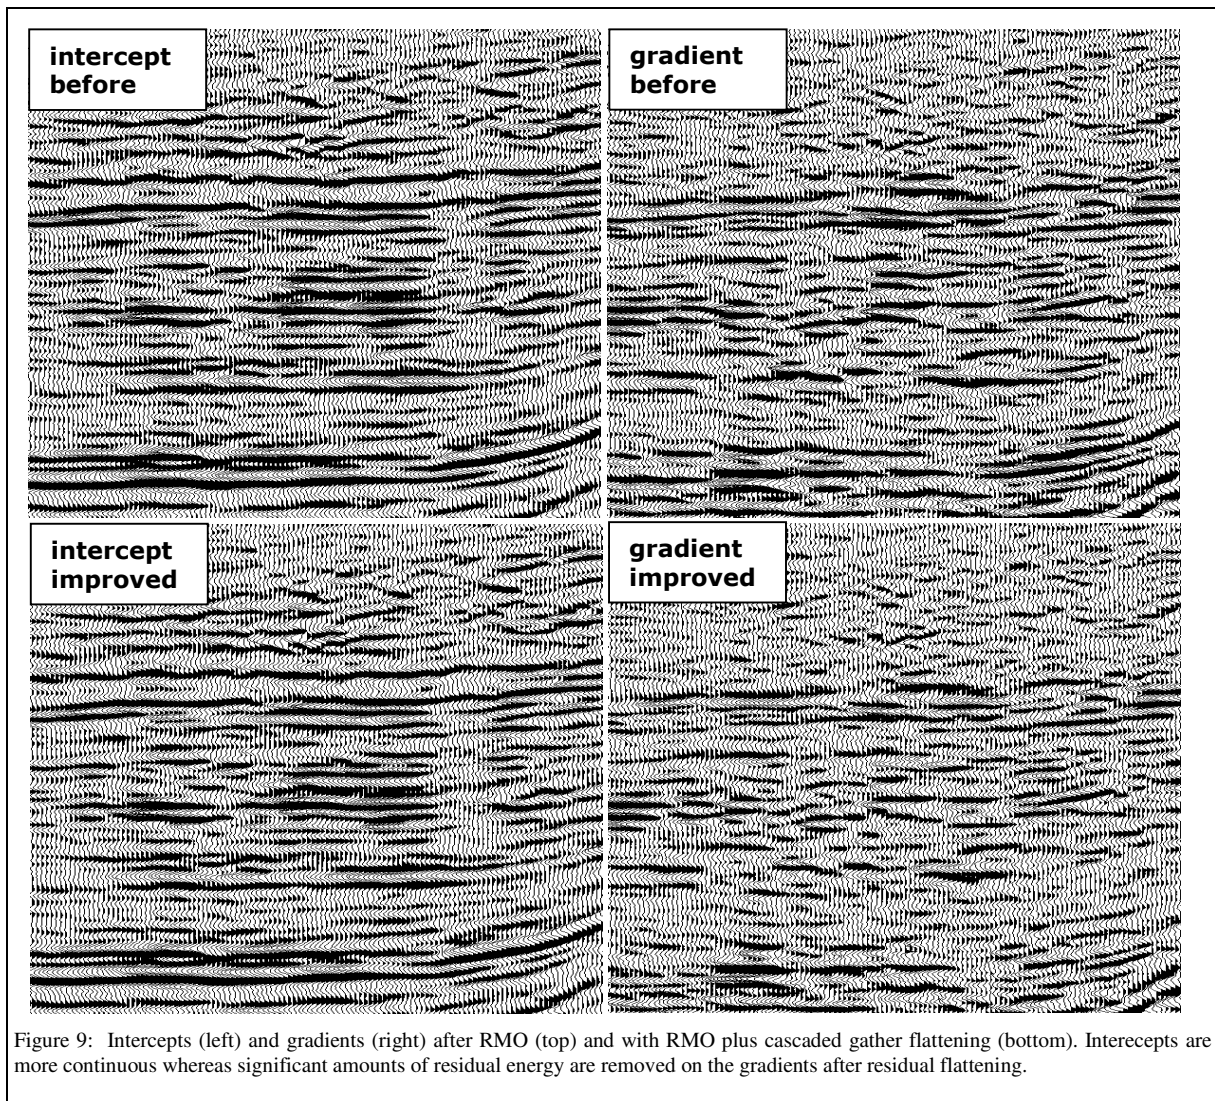 intercept
before
gradient
before
intercept
improved
gradient
improved
Figure 9: Intercepts (left) and gradients (right) after RMO (top) and with RMO plus cascaded gather flattening (bottom). Interecepts are
more continuous whereas significant amounts of residual energy are removed on the gradients after residual flattening.